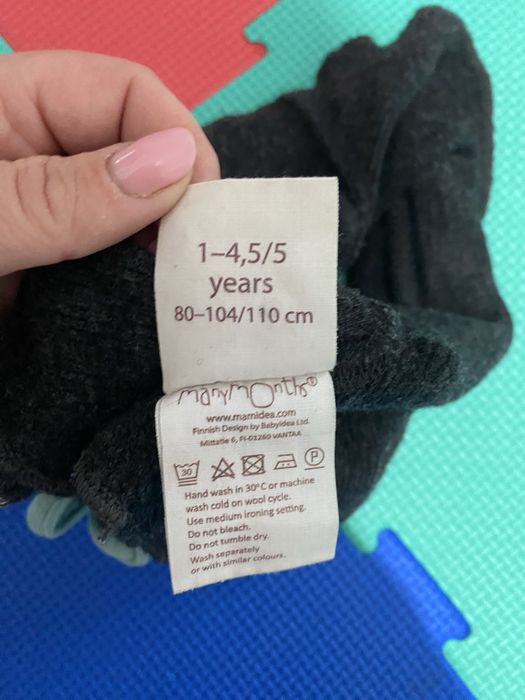 1–4,5/5
years
80–104/110 cm
manymonths®
www.mamidea.com
Finnish Design by Babyidea Ltd.
Mittatie 6, FI-01260 VANTAA
30 P
Hand wash in 30°C or machine
wash cold on wool cycle.
Use medium ironing setting.
Do not bleach.
Do not tumble dry.
Wash separately
or with similar colours.